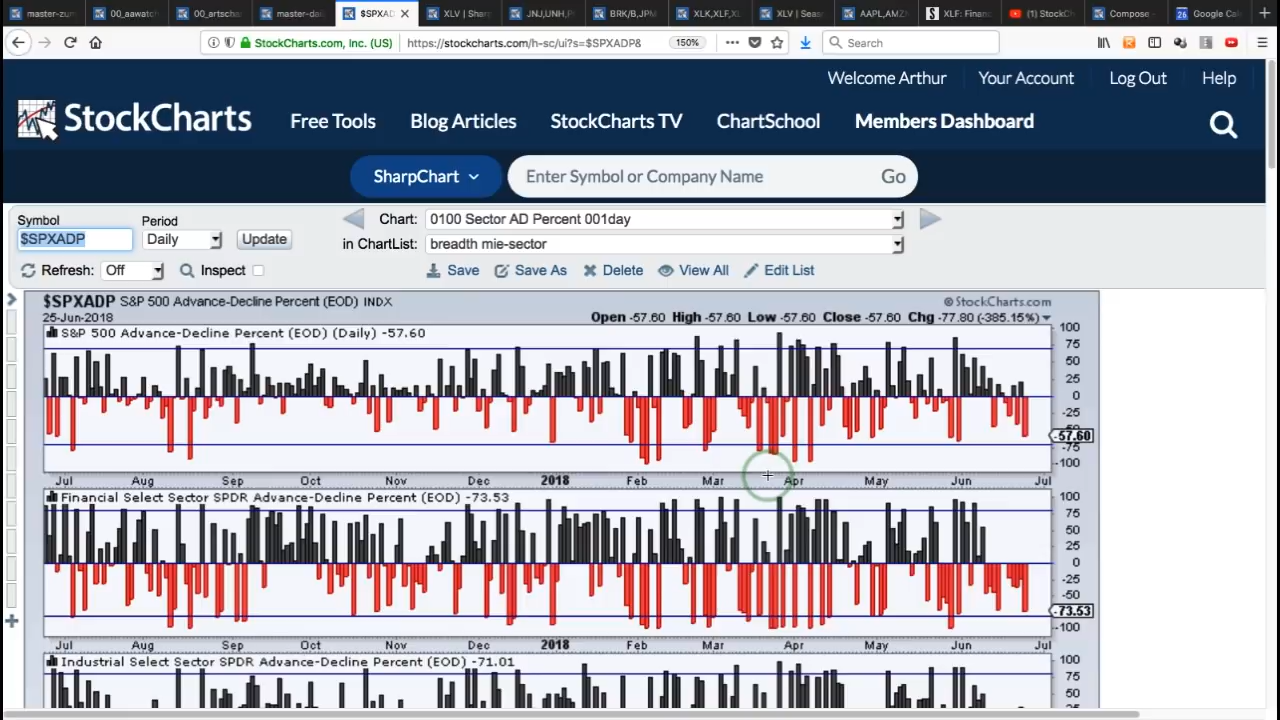 master-zum
00_aawatch
00_artschar
master-dai
$SPXAD
XLV | Shar
JNJ,UNH,P
BRK/B,JPM
XLK,XLF,X
XLV | Seas
AAPL,AMZ
XLF: Financ
(1) StockCh
Compose
26 Google Cal
StockCharts.com, Inc. (US)
https://stockcharts.com/h-sc/ui?s=$SPXADP&
150%
Search
Welcome Arthur
Your Account
Log Out
Help
StockCharts
Free Tools
Blog Articles
StockCharts TV
ChartSchool
Members Dashboard
SharpChart
Enter Symbol or Company Name
Go
Symbol
Period
Chart:
0100 Sector AD Percent 001day
$SPXADP
Daily
Update
in ChartList:
breadth mie-sector
Refresh:
Off
Inspect
Save
Save As
Delete
View All
Edit List
$SPXADP S&P 500 Advance-Decline Percent (EOD) INDX
© StockCharts.com
25-Jun-2018
Open -57.60 High -57.60 Low -57.60 Close -57.60 Chg -77.80 (-385.15%)
S&P 500 Advance-Decline Percent (EOD) (Daily) -57.60
100
75
50
25
0
-25
-57.60
-75
-100
Jul Aug Sep Oct Nov Dec 2018 Feb Mar Apr May Jun Jul
Financial Select Sector SPDR Advance-Decline Percent (EOD) -73.53
100
75
50
25
0
-25
-50
-73.53
-100
Jul Aug Sep Oct Nov Dec 2018 Feb Mar Apr May Jun Jul
Industrial Select Sector SPDR Advance-Decline Percent (EOD) -71.01
100
75
50
25